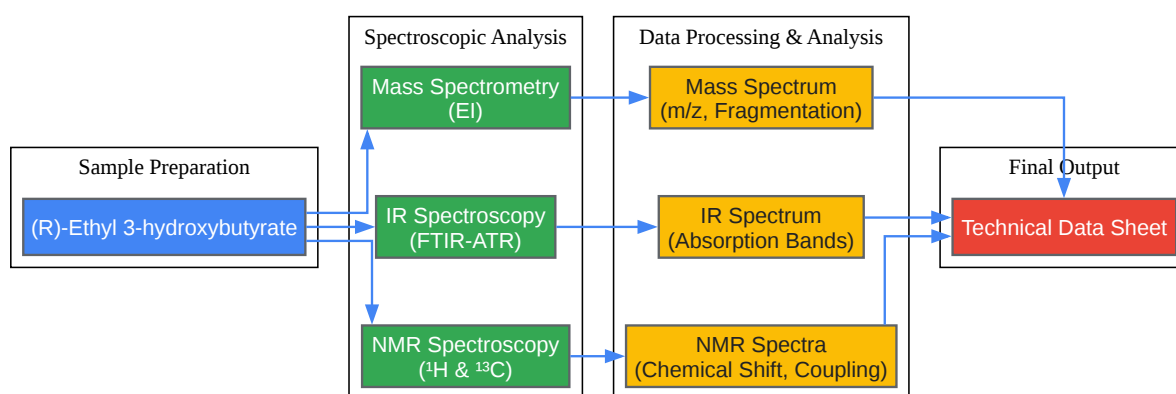 Spectroscopic Analysis
Data Processing & Analysis
Mass Spectrometry
(EI)
Mass Spectrum
(m/z, Fragmentation)
Sample Preparation
(R)-Ethyl 3-hydroxybutyrate
IR Spectroscopy
(FTIR-ATR)
IR Spectrum
(Absorption Bands)
Final Output
Technical Data Sheet
NMR Spectroscopy
(¹H & ¹³C)
NMR Spectra
(Chemical Shift, Coupling)